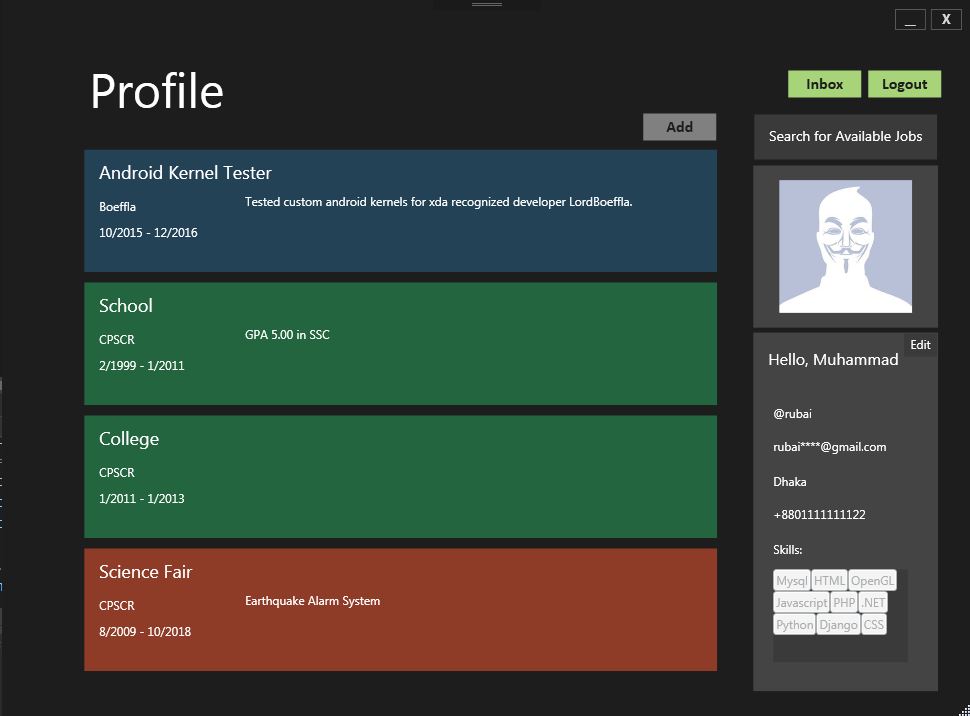 _ X
Profile
Inbox Logout
Add
Search for Available Jobs
Android Kernel Tester
Boeffla
Tested custom android kernels for xda recognized developer LordBoeffla.
10/2015 - 12/2016
School
CPSCR
GPA 5.00 in SSC
2/1999 - 1/2011
College
CPSCR
1/2011 - 1/2013
Science Fair
CPSCR
Earthquake Alarm System
8/2009 - 10/2018
Edit
Hello, Muhammad
@rubai
rubai****@gmail.com
Dhaka
+8801111111122
Skills:
Mysql HTML OpenGL
Javascript PHP .NET
Python Django CSS